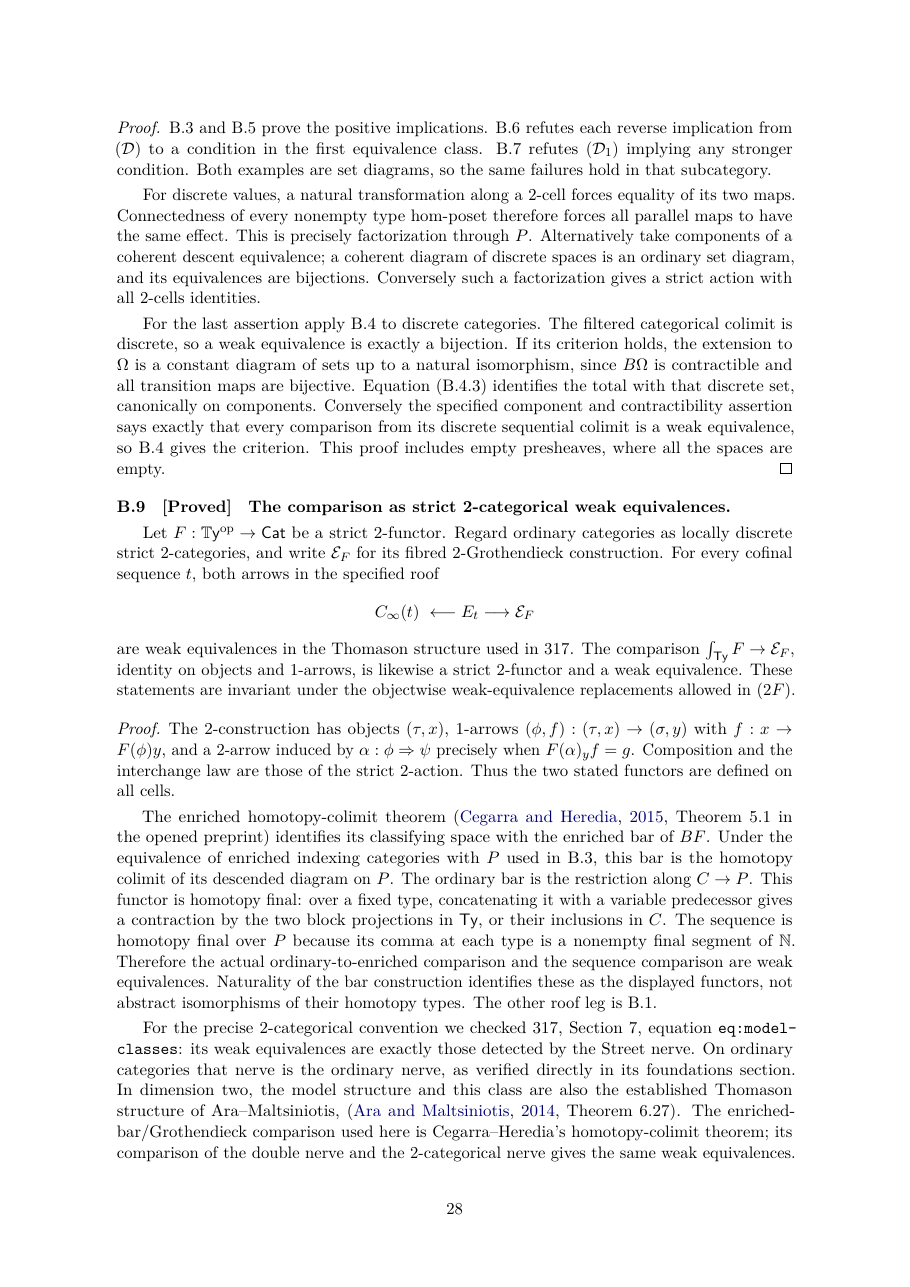 Proof. B.3 and B.5 prove the positive implications. B.6 refutes each reverse implication from
(𝒟) to a condition in the first equivalence class. B.7 refutes (𝒟₁) implying any stronger
condition. Both examples are set diagrams, so the same failures hold in that subcategory.
For discrete values, a natural transformation along a 2-cell forces equality of its two maps.
Connectedness of every nonempty type hom-poset therefore forces all parallel maps to have
the same effect. This is precisely factorization through P. Alternatively take components of a
coherent descent equivalence; a coherent diagram of discrete spaces is an ordinary set diagram,
and its equivalences are bijections. Conversely such a factorization gives a strict action with
all 2-cells identities.
For the last assertion apply B.4 to discrete categories. The filtered categorical colimit is
discrete, so a weak equivalence is exactly a bijection. If its criterion holds, the extension to
Ω is a constant diagram of sets up to a natural isomorphism, since BΩ is contractible and
all transition maps are bijective. Equation (B.4.3) identifies the total with that discrete set,
canonically on components. Conversely the specified component and contractibility assertion
says exactly that every comparison from its discrete sequential colimit is a weak equivalence,
so B.4 gives the criterion. This proof includes empty presheaves, where all the spaces are
empty. □
B.9 [Proved] The comparison as strict 2-categorical weak equivalences.
Let F : 𝕋yᵒᵖ → Cat be a strict 2-functor. Regard ordinary categories as locally discrete
strict 2-categories, and write ℰ_F for its fibred 2-Grothendieck construction. For every cofinal
sequence t, both arrows in the specified roof
C_∞(t) ⟵ E_t ⟶ ℰ_F
are weak equivalences in the Thomason structure used in 317. The comparison ∫_Ty F → ℰ_F,
identity on objects and 1-arrows, is likewise a strict 2-functor and a weak equivalence. These
statements are invariant under the objectwise weak-equivalence replacements allowed in (2F).
Proof. The 2-construction has objects (τ, x), 1-arrows (ϕ, f) : (τ, x) → (σ, y) with f : x →
F(ϕ)y, and a 2-arrow induced by α : ϕ ⇒ ψ precisely when F(α)_y f = g. Composition and the
interchange law are those of the strict 2-action. Thus the two stated functors are defined on
all cells.
The enriched homotopy-colimit theorem (Cegarra and Heredia, 2015, Theorem 5.1 in
the opened preprint) identifies its classifying space with the enriched bar of BF. Under the
equivalence of enriched indexing categories with P used in B.3, this bar is the homotopy
colimit of its descended diagram on P. The ordinary bar is the restriction along C → P. This
functor is homotopy final: over a fixed type, concatenating it with a variable predecessor gives
a contraction by the two block projections in Ty, or their inclusions in C. The sequence is
homotopy final over P because its comma at each type is a nonempty final segment of ℕ.
Therefore the actual ordinary-to-enriched comparison and the sequence comparison are weak
equivalences. Naturality of the bar construction identifies these as the displayed functors, not
abstract isomorphisms of their homotopy types. The other roof leg is B.1.
For the precise 2-categorical convention we checked 317, Section 7, equation eq:model-
classes: its weak equivalences are exactly those detected by the Street nerve. On ordinary
categories that nerve is the ordinary nerve, as verified directly in its foundations section.
In dimension two, the model structure and this class are also the established Thomason
structure of Ara–Maltsiniotis, (Ara and Maltsiniotis, 2014, Theorem 6.27). The enriched-
bar/Grothendieck comparison used here is Cegarra–Heredia's homotopy-colimit theorem; its
comparison of the double nerve and the 2-categorical nerve gives the same weak equivalences.
28